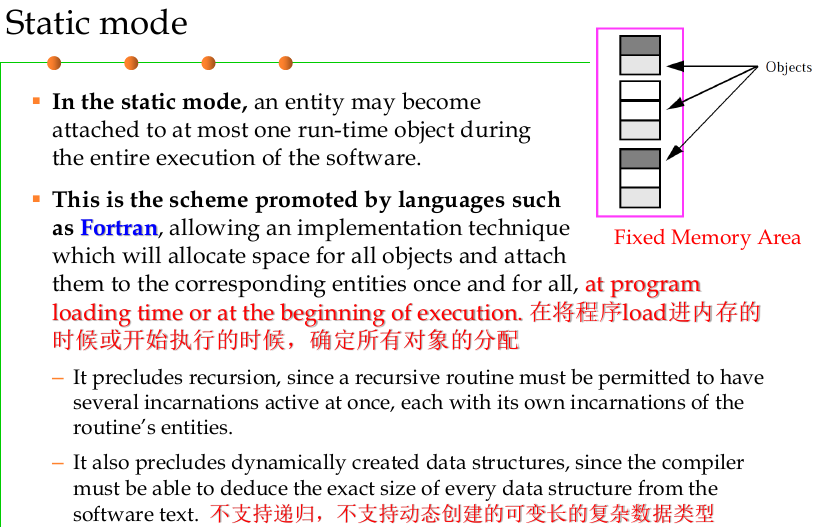 Static mode
Objects
Fixed Memory Area
▪ In the static mode, an entity may become
attached to at most one run-time object during
the entire execution of the software.
▪ This is the scheme promoted by languages such
as Fortran, allowing an implementation technique
which will allocate space for all objects and attach
them to the corresponding entities once and for all, at program
loading time or at the beginning of execution. 在将程序load进内存的
时候或开始执行的时候，确定所有对象的分配
– It precludes recursion, since a recursive routine must be permitted to have
several incarnations active at once, each with its own incarnations of the
routine’s entities.
– It also precludes dynamically created data structures, since the compiler
must be able to deduce the exact size of every data structure from the
software text. 不支持递归，不支持动态创建的可变长的复杂数据类型